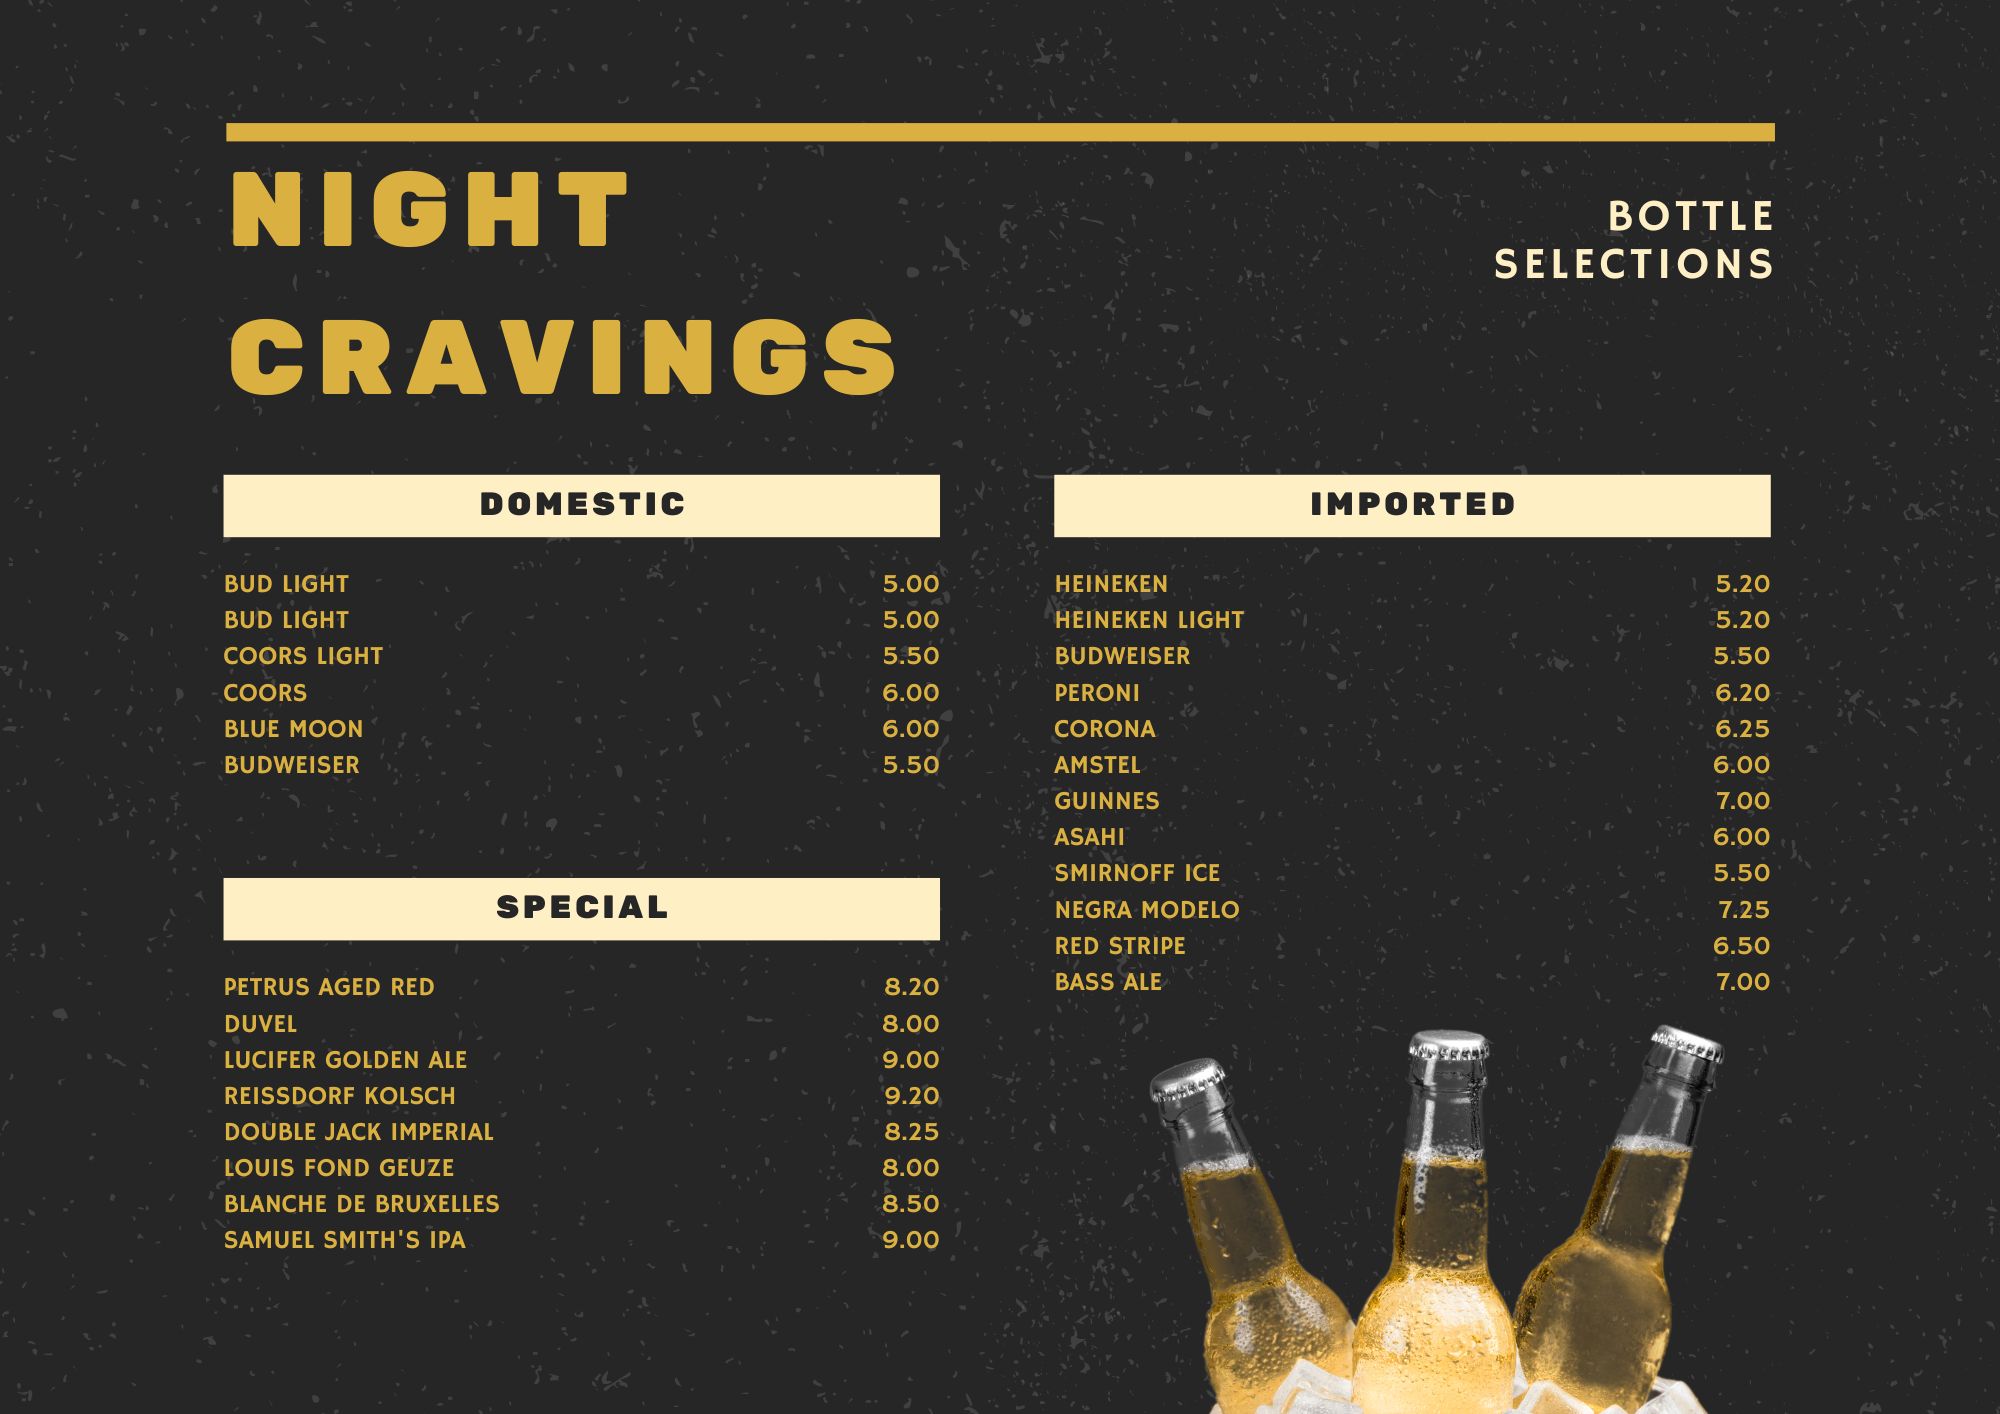 NIGHT
CRAVINGS
BOTTLE
SELECTIONS
DOMESTIC
BUD LIGHT 5.00
BUD LIGHT 5.00
COORS LIGHT 5.50
COORS 6.00
BLUE MOON 6.00
BUDWEISER 5.50
SPECIAL
PETRUS AGED RED 8.20
DUVEL 8.00
LUCIFER GOLDEN ALE 9.00
REISSDORF KOLSCH 9.20
DOUBLE JACK IMPERIAL 8.25
LOUIS FOND GEUZE 8.00
BLANCHE DE BRUXELLES 8.50
SAMUEL SMITH'S IPA 9.00
IMPORTED
HEINEKEN 5.20
HEINEKEN LIGHT 5.20
BUDWEISER 5.50
PERONI 6.20
CORONA 6.25
AMSTEL 6.00
GUINNES 7.00
ASAHI 6.00
SMIRNOFF ICE 5.50
NEGRA MODELO 7.25
RED STRIPE 6.50
BASS ALE 7.00